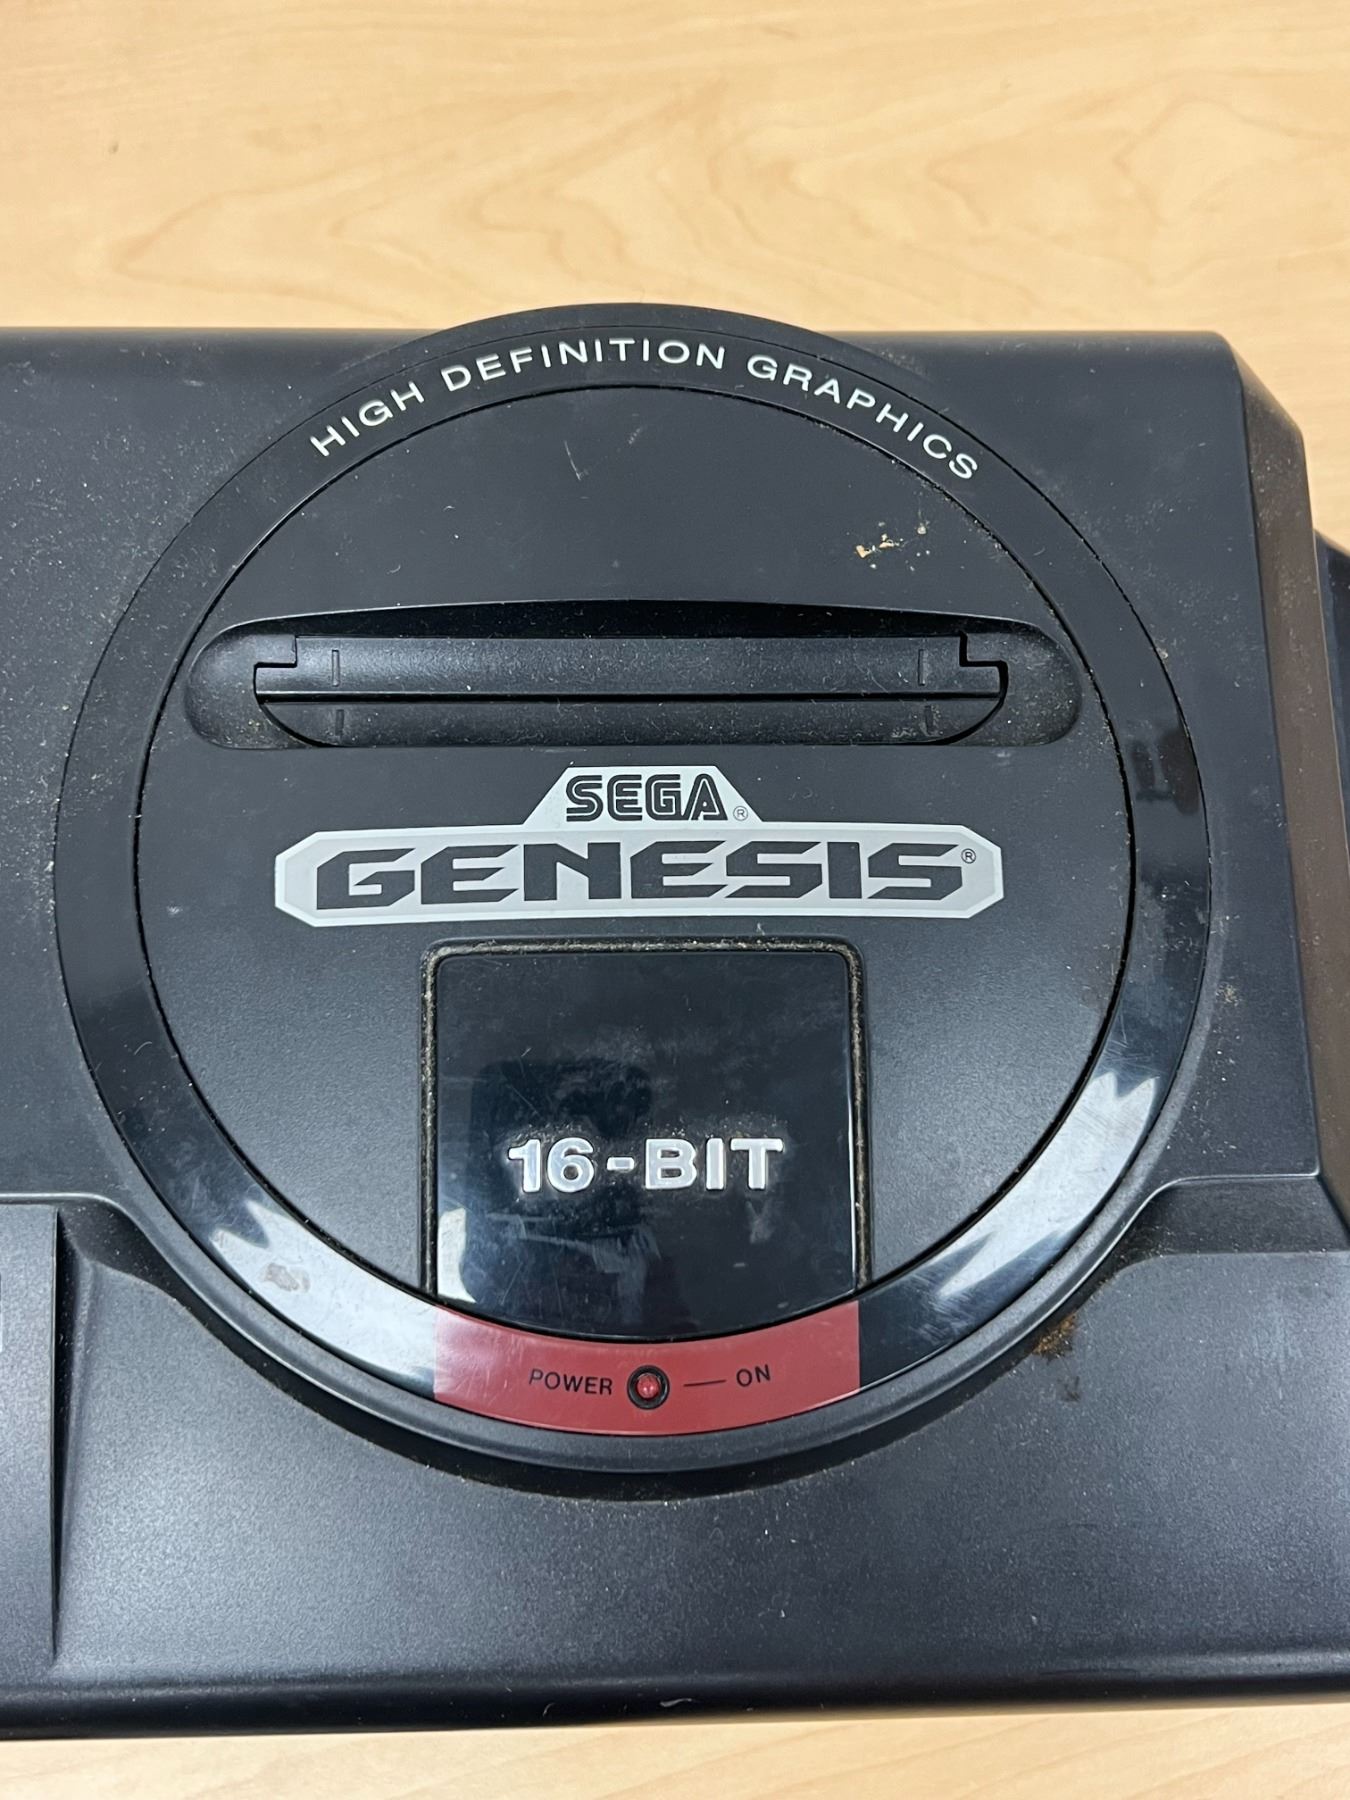 HIGH DEFINITION GRAPHICS
SEGA®
GENESIS®
16-BIT
POWER ON